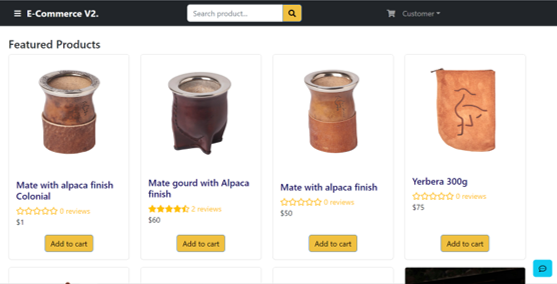 E-Commerce V2.
Search product...
Customer
Featured Products
Mate with alpaca finish
Colonial
0 reviews
$1
Add to cart
Mate gourd with Alpaca
finish
2 reviews
$60
Add to cart
Mate with alpaca finish
0 reviews
$50
Add to cart
Yerbera 300g
0 reviews
$75
Add to cart